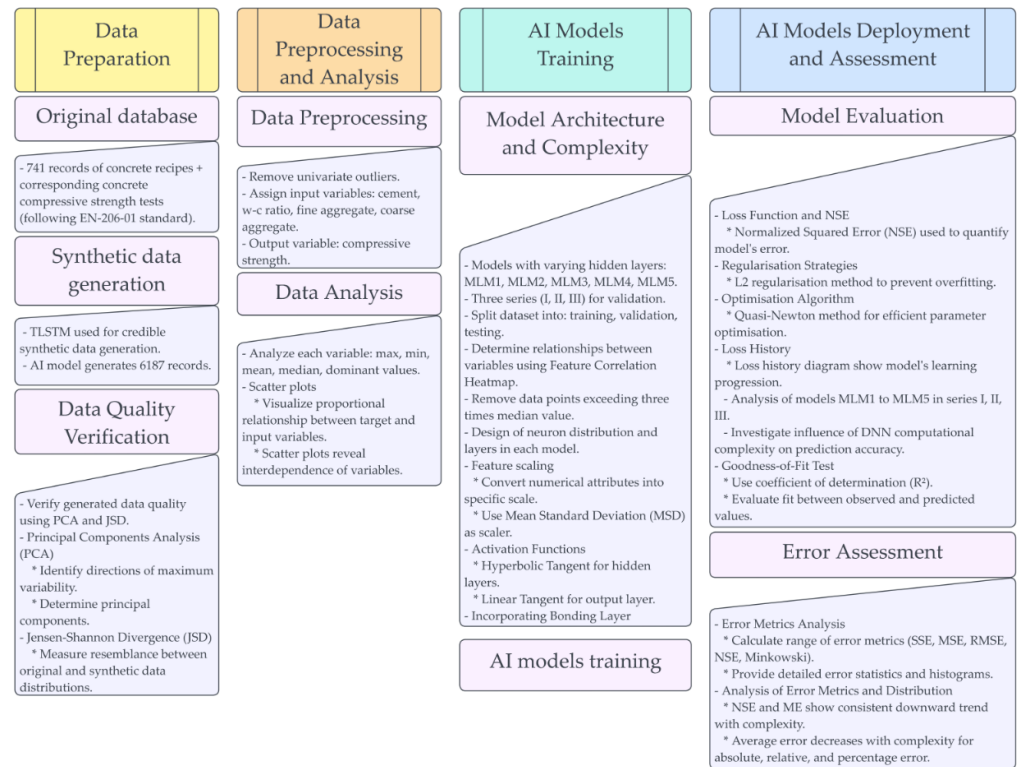 Data
Preparation
Original database
- 741 records of concrete recipes +
corresponding concrete
compressive strength tests
(following EN-206-01 standard).
Synthetic data
generation
- TLSTM used for credible
synthetic data generation.
- AI model generates 6187 records.
Data Quality
Verification
- Verify generated data quality
using PCA and JSD.
- Principal Components Analysis
(PCA)
* Identify directions of maximum
variability.
* Determine principal
components.
- Jensen-Shannon Divergence (JSD)
* Measure resemblance between
original and synthetic data
distributions.
Data
Preprocessing
and Analysis
Data Preprocessing
- Remove univariate outliers.
- Assign input variables: cement,
w-c ratio, fine aggregate, coarse
aggregate.
- Output variable: compressive
strength.
Data Analysis
- Analyze each variable: max, min,
mean, median, dominant values.
- Scatter plots
* Visualize proportional
relationship between target and
input variables.
* Scatter plots reveal
interdependence of variables.
AI Models
Training
Model Architecture
and Complexity
- Models with varying hidden layers:
MLM1, MLM2, MLM3, MLM4, MLM5.
- Three series (I, II, III) for validation.
- Split dataset into: training, validation,
testing.
- Determine relationships between
variables using Feature Correlation
Heatmap.
- Remove data points exceeding three
times median value.
- Design of neuron distribution and
layers in each model.
- Feature scaling
* Convert numerical attributes into
specific scale.
* Use Mean Standard Deviation (MSD)
as scaler.
- Activation Functions
* Hyperbolic Tangent for hidden
layers.
* Linear Tangent for output layer.
- Incorporating Bonding Layer
AI models training
AI Models Deployment
and Assessment
Model Evaluation
- Loss Function and NSE
* Normalized Squared Error (NSE) used to quantify
model's error.
- Regularisation Strategies
* L2 regularisation method to prevent overfitting.
- Optimisation Algorithm
* Quasi-Newton method for efficient parameter
optimisation.
- Loss History
* Loss history diagram show model's learning
progression.
- Analysis of models MLM1 to MLM5 in series I, II,
III.
- Investigate influence of DNN computational
complexity on prediction accuracy.
- Goodness-of-Fit Test
* Use coefficient of determination (R²).
* Evaluate fit between observed and predicted
values.
Error Assessment
- Error Metrics Analysis
* Calculate range of error metrics (SSE, MSE, RMSE,
NSE, Minkowski).
* Provide detailed error statistics and histograms.
- Analysis of Error Metrics and Distribution
* NSE and ME show consistent downward trend
with complexity.
* Average error decreases with complexity for
absolute, relative, and percentage error.